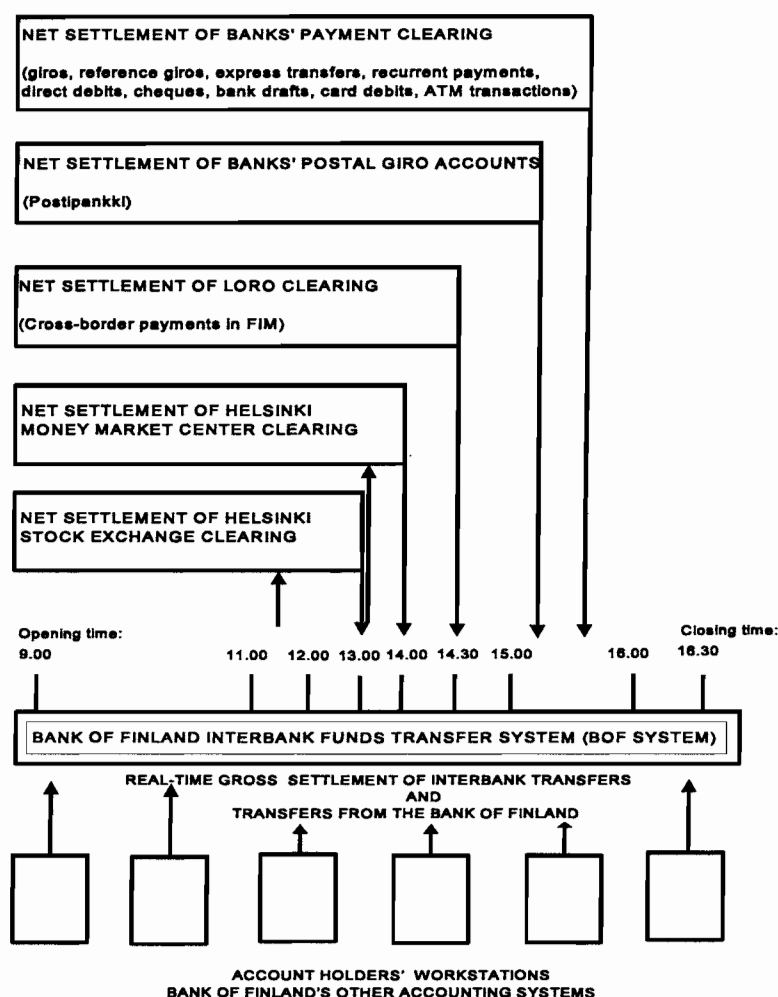 NET SETTLEMENT OF BANKS' PAYMENT CLEARING
(giros, reference giros, express transfers, recurrent payments,
direct debits, cheques, bank drafts, card debits, ATM transactions)
NET SETTLEMENT OF BANKS' POSTAL GIRO ACCOUNTS
(Postipankki)
NET SETTLEMENT OF LORO CLEARING
(Cross-border payments in FIM)
NET SETTLEMENT OF HELSINKI
MONEY MARKET CENTER CLEARING
NET SETTLEMENT OF HELSINKI
STOCK EXCHANGE CLEARING
Opening time: Closing time:
9.00 11.00 12.00 13.00 14.00 14.30 15.00 16.00 16.30
BANK OF FINLAND INTERBANK FUNDS TRANSFER SYSTEM (BOF SYSTEM)
REAL-TIME GROSS SETTLEMENT OF INTERBANK TRANSFERS
AND
TRANSFERS FROM THE BANK OF FINLAND
ACCOUNT HOLDERS' WORKSTATIONS
BANK OF FINLAND'S OTHER ACCOUNTING SYSTEMS